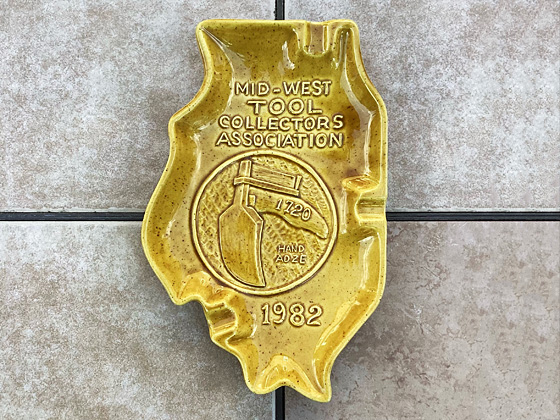 MID-WEST
TOOL
COLLECTORS
ASSOCIATION
1720
HAND
ADZE
1982